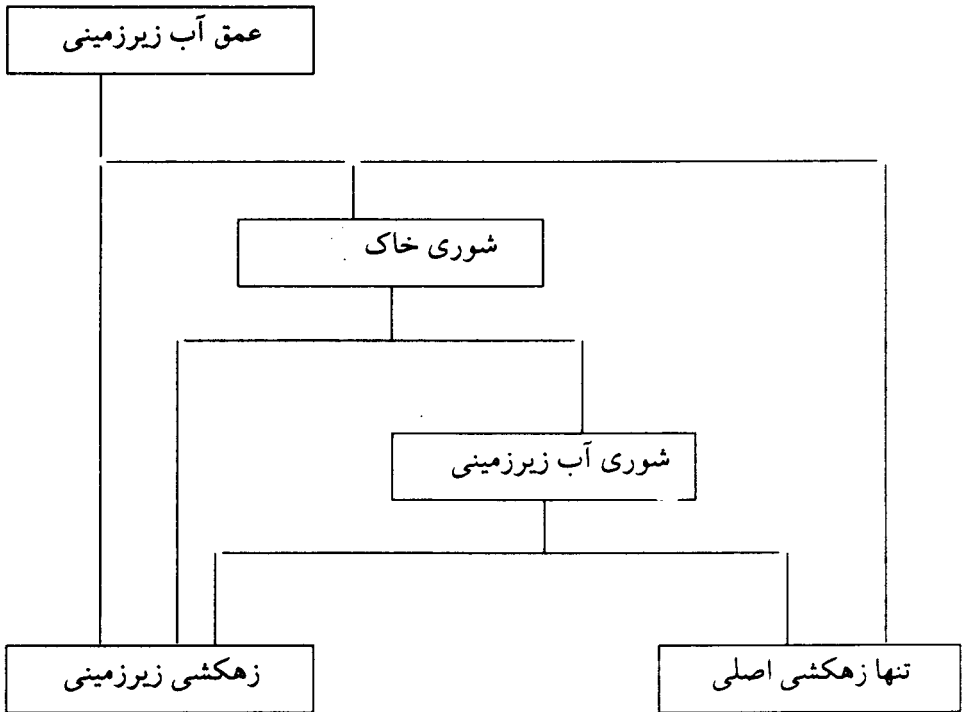 عمق آب زیرزمینی
شوری خاک
شوری آب زیرزمینی
زهکشی زیرزمینی
تنها زهکشی اصلی